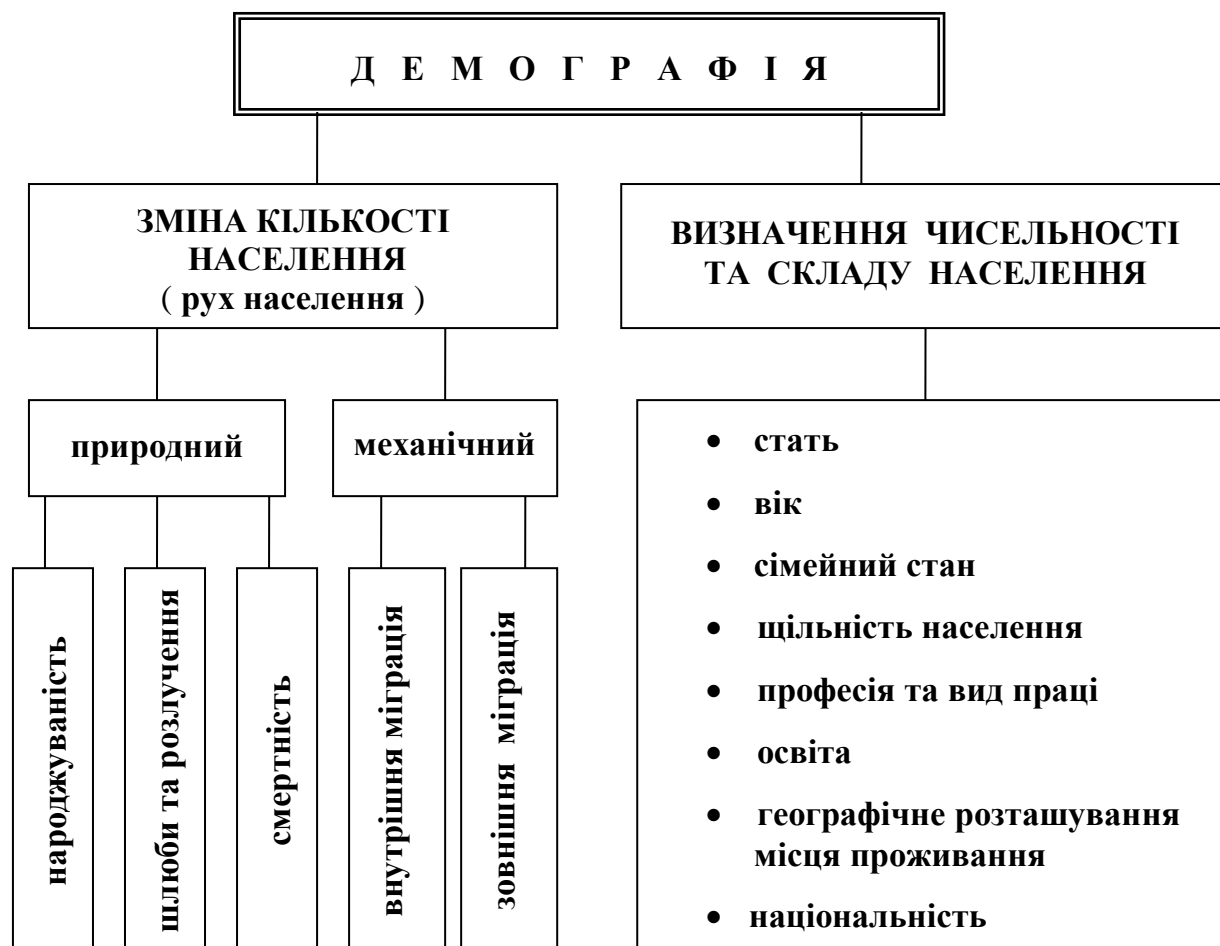 Д Е М О Г Р А Ф І Я
ЗМІНА КІЛЬКОСТІ
НАСЕЛЕННЯ
( рух населення )
ВИЗНАЧЕННЯ ЧИСЕЛЬНОСТІ
ТА СКЛАДУ НАСЕЛЕННЯ
природний
механічний
народжуваність
шлюби та розлучення
смертність
внутрішня міграція
зовнішня міграція
• стать
• вік
• сімейний стан
• щільність населення
• професія та вид праці
• освіта
• географічне розташування
місця проживання
• національність